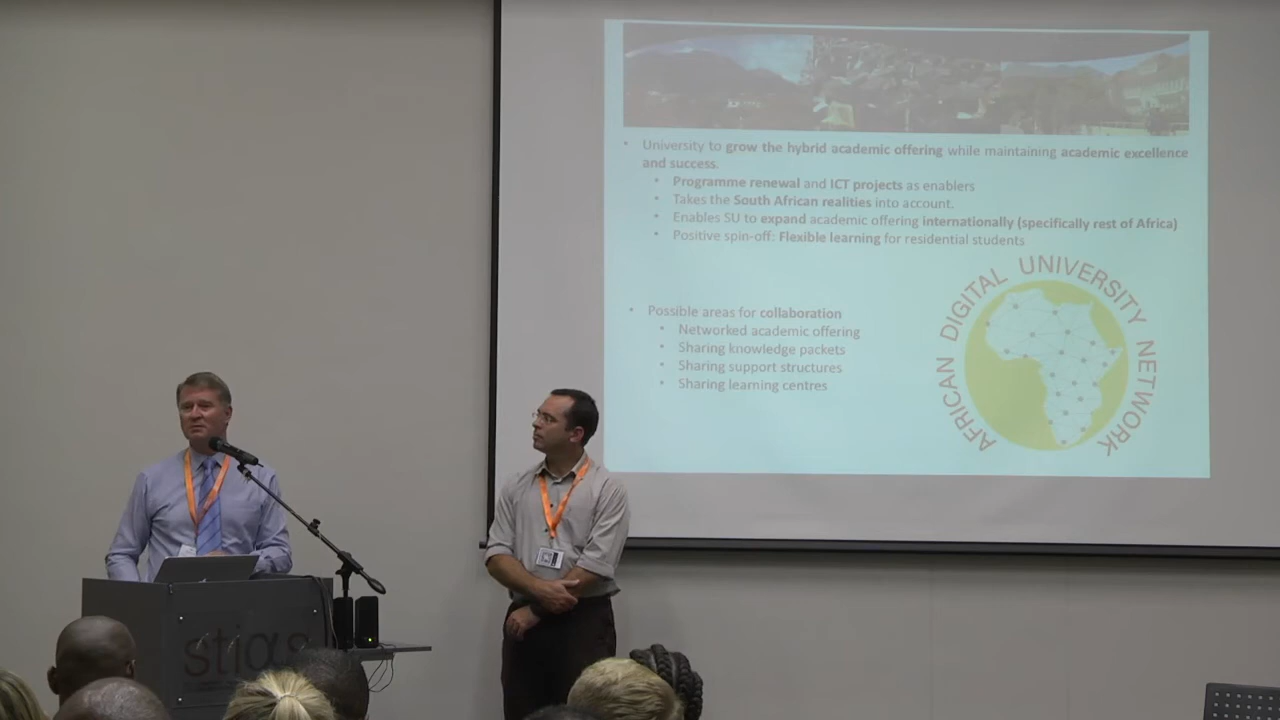 University to grow the hybrid academic offering while maintaining academic excellence
and success.
Programme renewal and ICT projects as enablers
Takes the South African realities into account.
Enables SU to expand academic offering internationally (specifically rest of Africa)
Positive spin-off: Flexible learning for residential students
Possible areas for collaboration
Networked academic offering
Sharing knowledge packets
Sharing support structures
Sharing learning centres
AFRICAN DIGITAL UNIVERSITY NETWORK
stias